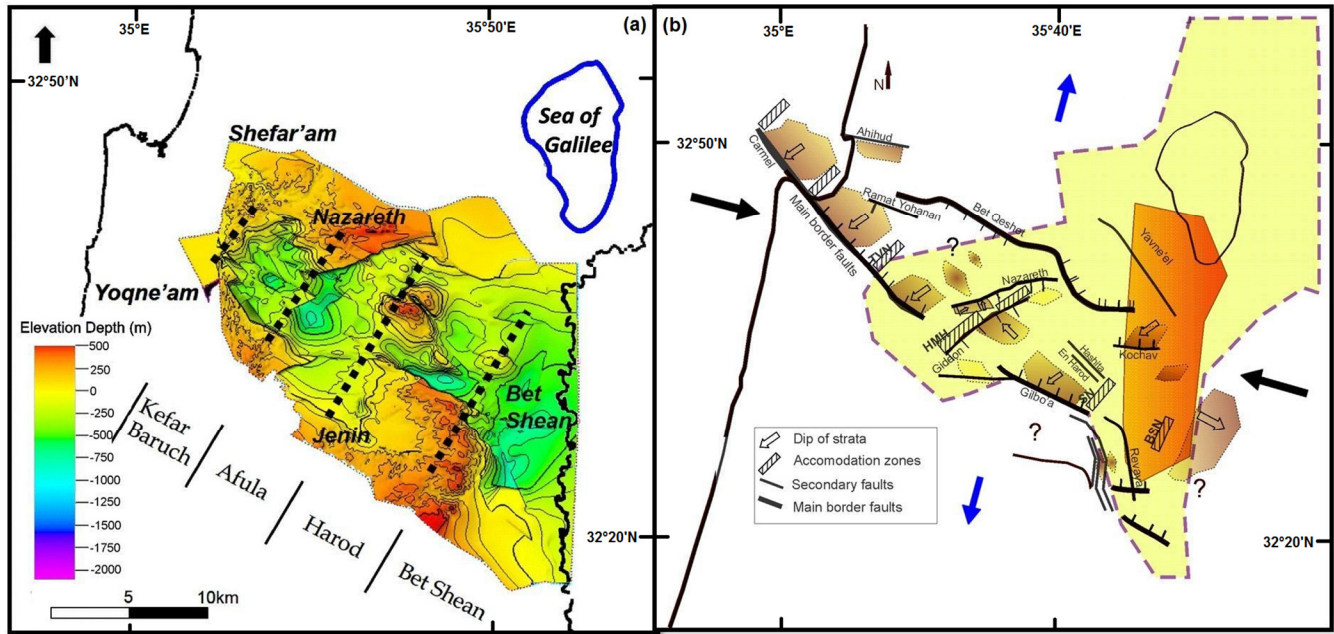 35°E
35°50'E
(a)
32°50'N
Sea of
Galilee
Shefar'am
Nazareth
Yoqne'am
Elevation Depth (m)
500
0
-500
-1000
-1250
-1500
-1750
-2000
Bet
Shean
Jenin
Kefar
Baruch
Afula
Harod
Bet Shean
32°20'N
5
10km
(b)
35°E
35°40'E
N
32°50'N
Carmel
Ahihud
Ramat Yohanan
Bet Qeshet
Main border faults
TVN
?
Yavne'el
Nazareth
HMH
Gideon
Kochav
Hashita
En Harod
Gilbo'a
SN
BSN
Revaya
?
?
Dip of strata
Accomodation zones
Secondary faults
Main border faults
32°20'N